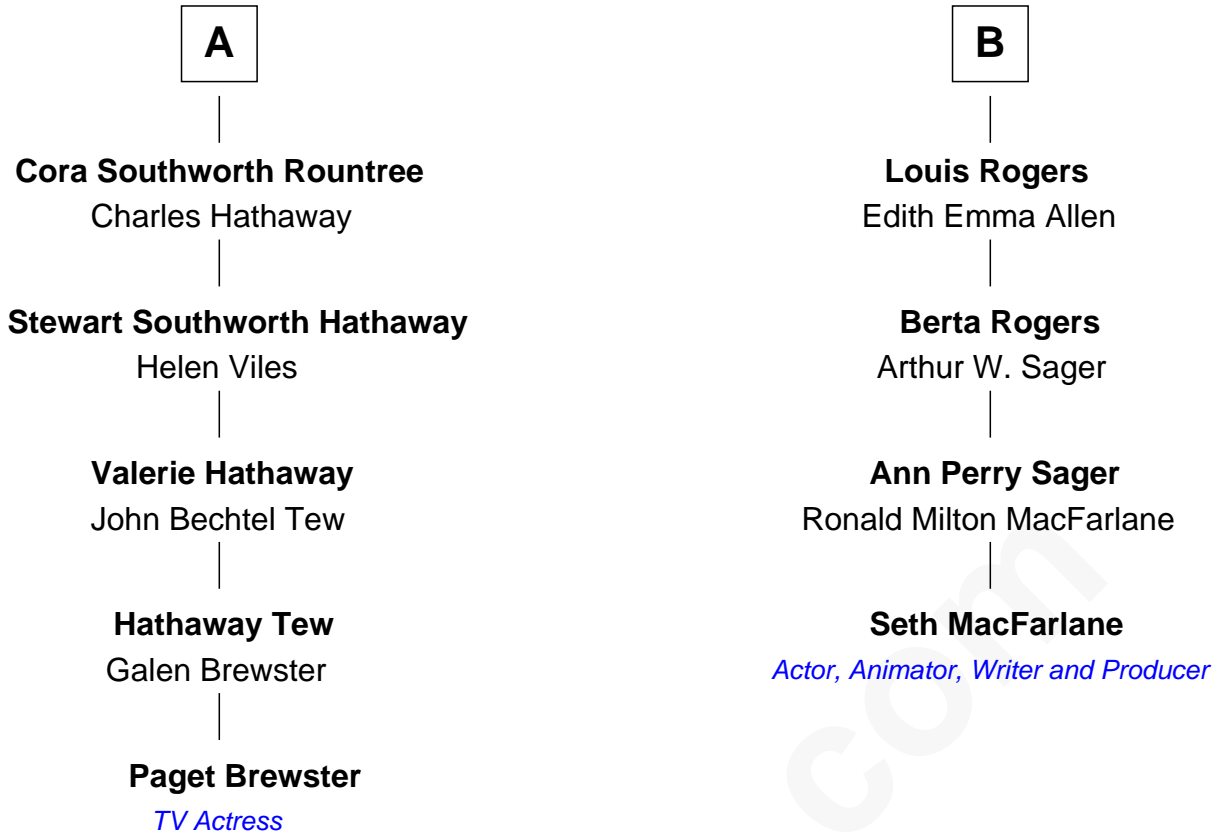 A
Cora Southworth Rountree
Charles Hathaway
Stewart Southworth Hathaway
Helen Viles
Valerie Hathaway
John Bechtel Tew
Hathaway Tew
Galen Brewster
Paget Brewster
TV Actress
B
Louis Rogers
Edith Emma Allen
Berta Rogers
Arthur W. Sager
Ann Perry Sager
Ronald Milton MacFarlane
Seth MacFarlane
Actor, Animator, Writer and Producer
com